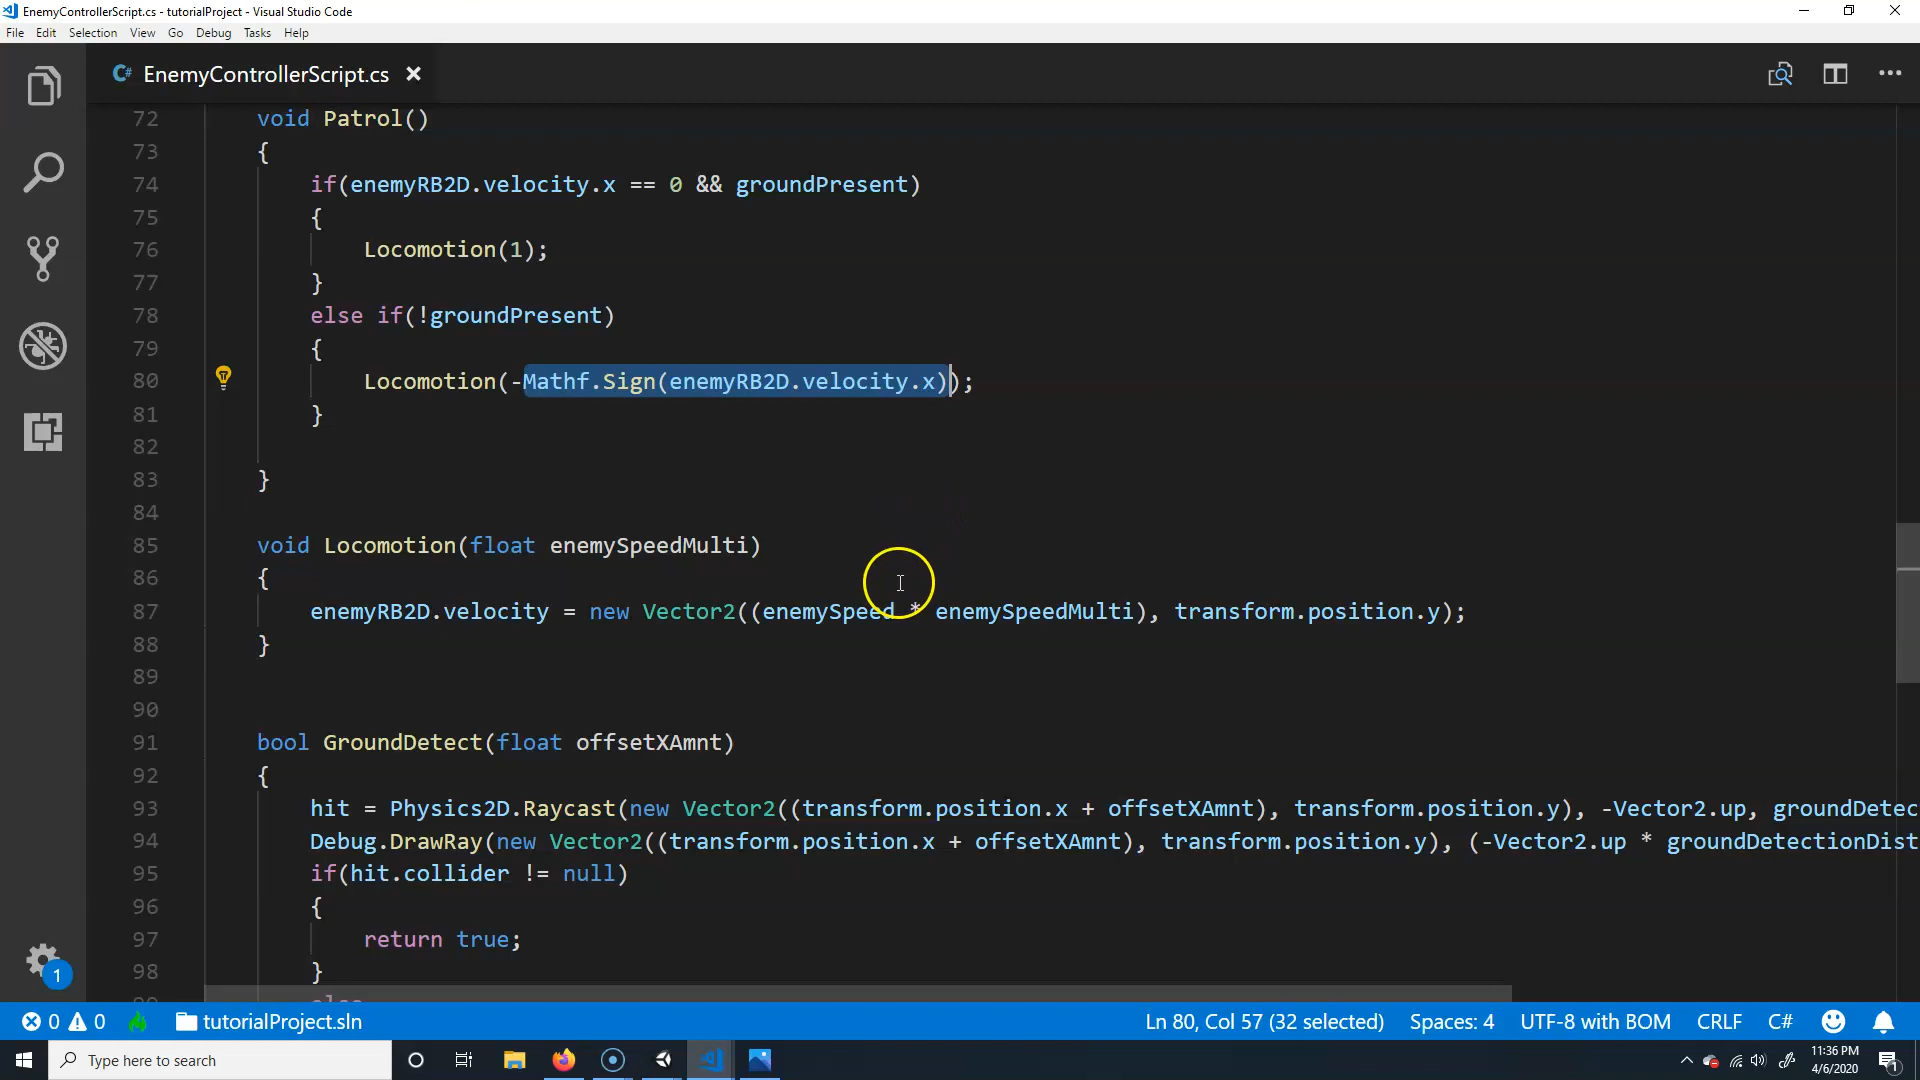 EnemyControllerScript.cs - tutorialProject - Visual Studio Code
File Edit Selection View Go Debug Tasks Help
C# EnemyControllerScript.cs
72 void Patrol()
73 {
74 if(enemyRB2D.velocity.x == 0 && groundPresent)
75 {
76 Locomotion(1);
77 }
78 else if(!groundPresent)
79 {
80 Locomotion(-Mathf.Sign(enemyRB2D.velocity.x));
81 }
82
83 }
84
85 void Locomotion(float enemySpeedMulti)
86 {
87 enemyRB2D.velocity = new Vector2((enemySpeed * enemySpeedMulti), transform.position.y);
88 }
89
90
91 bool GroundDetect(float offsetXAmnt)
92 {
93 hit = Physics2D.Raycast(new Vector2((transform.position.x + offsetXAmnt), transform.position.y), -Vector2.up, groundDetec
94 Debug.DrawRay(new Vector2((transform.position.x + offsetXAmnt), transform.position.y), (-Vector2.up * groundDetectionDist
95 if(hit.collider != null)
96 {
97 return true;
98 }
1
0 0 tutorialProject.sln Ln 80, Col 57 (32 selected) Spaces: 4 UTF-8 with BOM CRLF C#
Type here to search
11:36 PM
4/6/2020
1